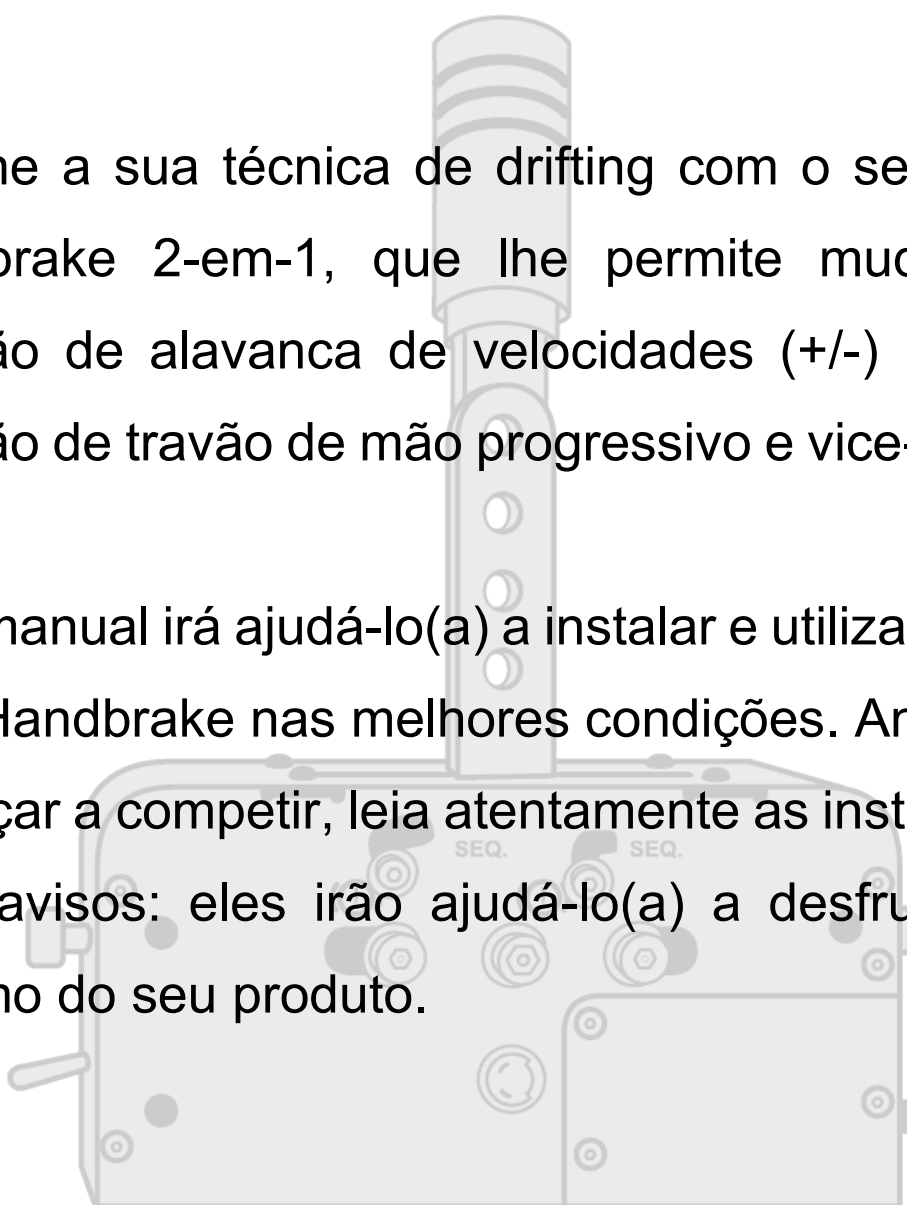 ne a sua técnica de drifting com o se
brake 2-em-1, que lhe permite mud
ão de alavanca de velocidades (+/-)
ão de travão de mão progressivo e vice-
manual irá ajudá-lo(a) a instalar e utiliza
Handbrake nas melhores condições. An
çar a competir, leia atentamente as inst
SEQ. SEQ.
avisos: eles irão ajudá-lo(a) a desfru
no do seu produto.